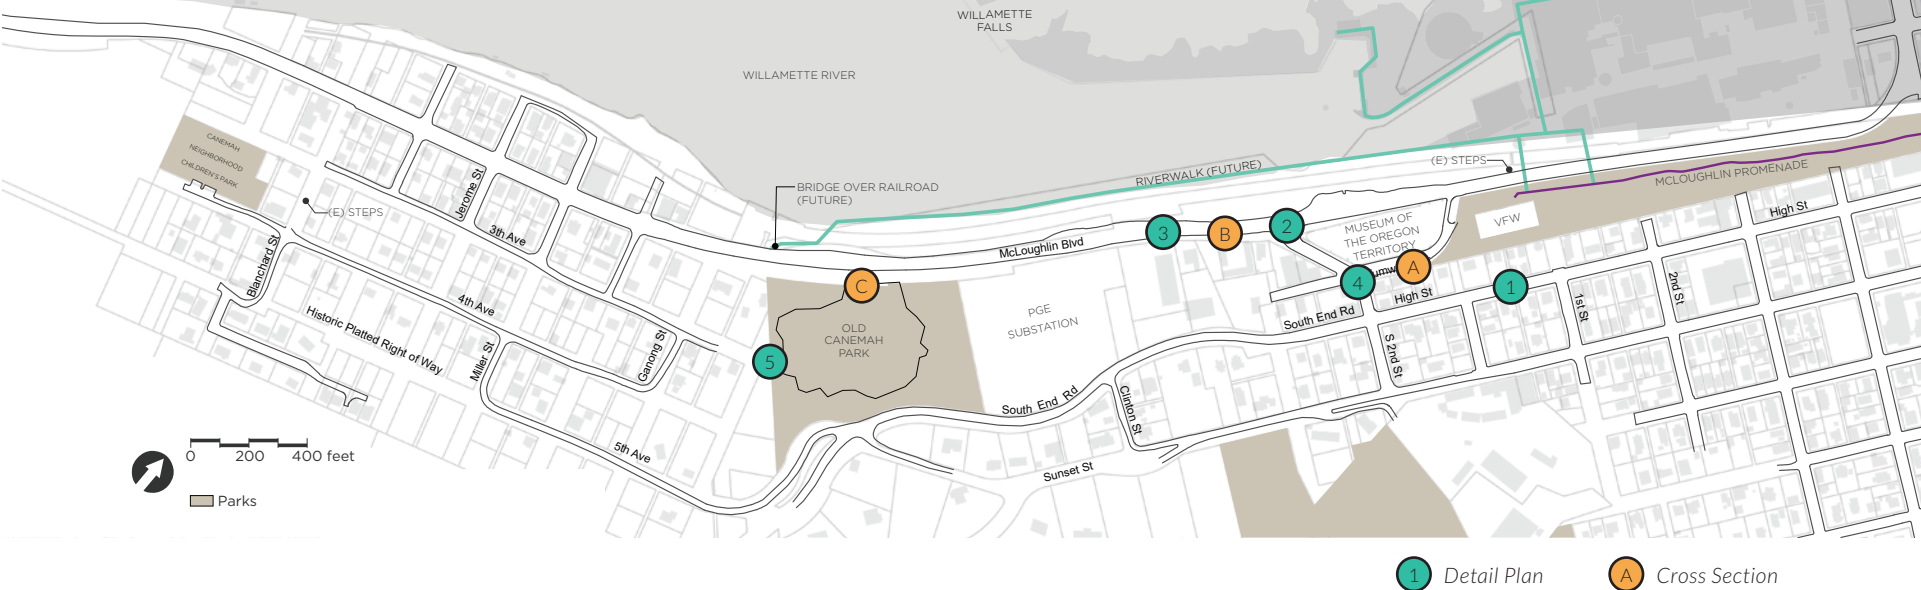 WILLAMETTE
FALLS
WILLAMETTE RIVER
CANEMAH
NEIGHBORHOOD
CHILDREN'S PARK
(E) STEPS
Jerome St
3th Ave
Blanchard St
4th Ave
Historic Platted Right of Way
Miller St
Ganong St
5th Ave
BRIDGE OVER RAILROAD
(FUTURE)
RIVERWALK (FUTURE)
(E) STEPS
MCLOUGHLIN PROMENADE
VFW
MUSEUM OF
THE OREGON
TERRITORY
McLoughlin Blvd
3
B
2
4
A
1
C
5
OLD
CANEMAH
PARK
PGE
SUBSTATION
South End Rd
High St
High St
1st St
2nd St
S 2nd St
South End Rd
Clinton St
Sunset St
0 200 400 feet
Parks
1 Detail Plan
A Cross Section